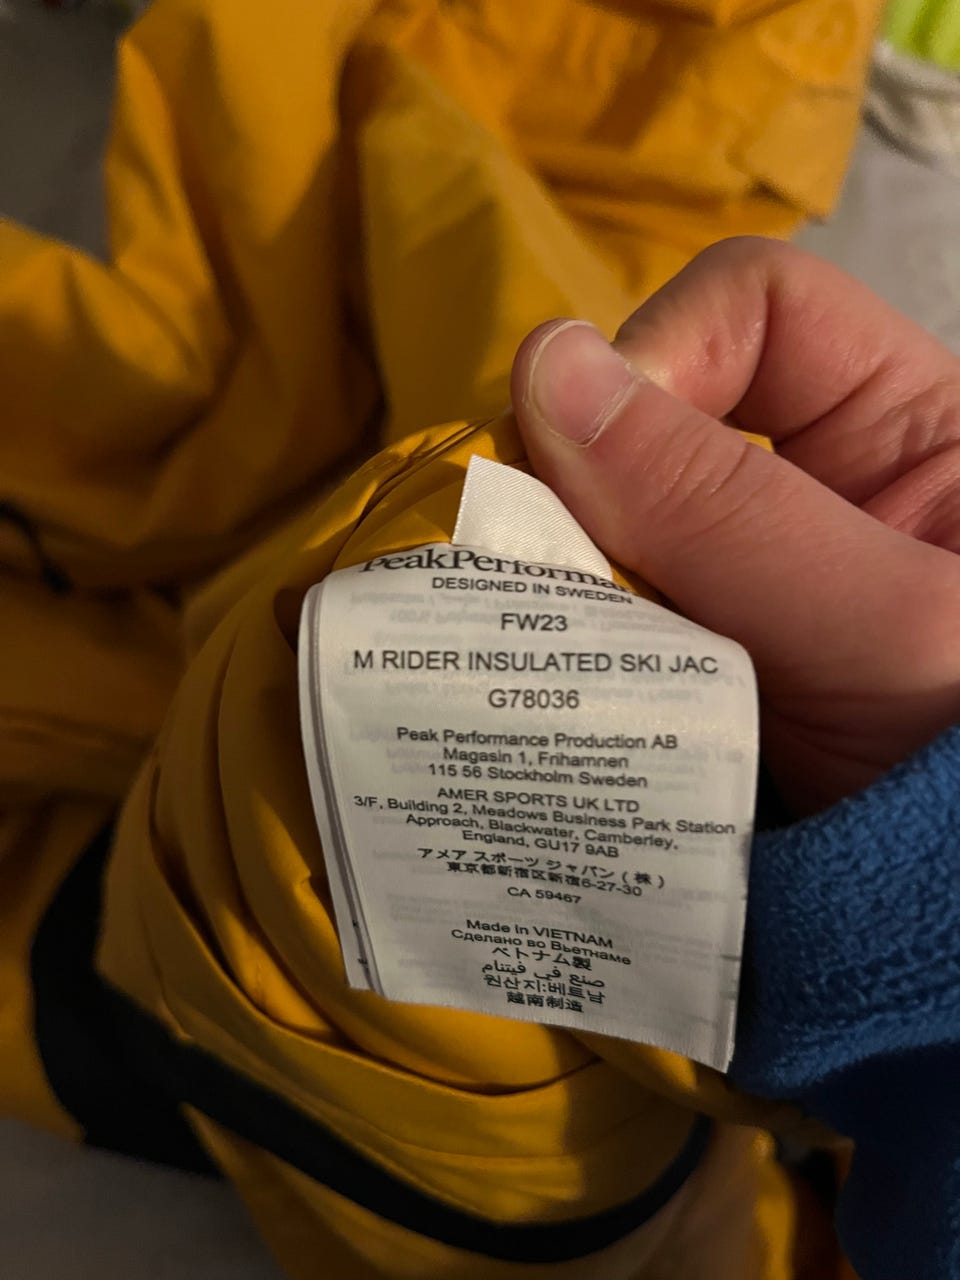 PeakPerforma
DESIGNED IN SWEDEN
FW23
M RIDER INSULATED SKI JAC
G78036
Peak Performance Production AB
Magasin 1, Frihamnen
115 56 Stockholm Sweden
AMER SPORTS UK LTD
3/F, Building 2, Meadows Business Park Station
Approach, Blackwater, Camberley,
England, GU17 9AB
アメア スポーツ ジャパン ( 株 )
東京都新宿区新宿6-27-30
CA 59467
Made in VIETNAM
Сделано во Вьетнаме
ベトナム製
صنع في فيتنام
원산지:베트남
越南制造